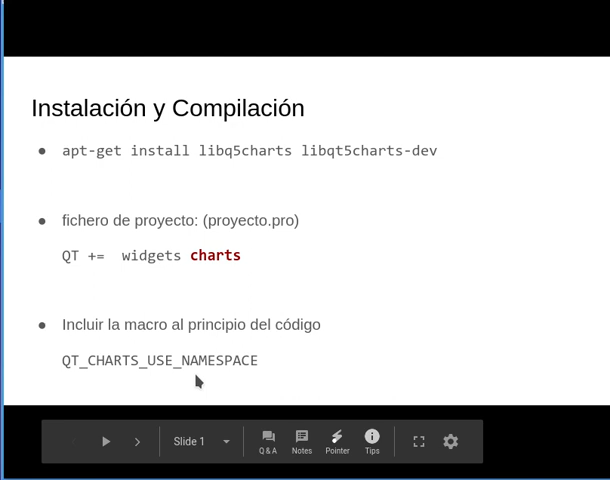 Instalación y Compilación
● apt-get install libq5charts libqt5charts-dev
● fichero de proyecto: (proyecto.pro)
QT += widgets charts
● Incluir la macro al principio del código
QT_CHARTS_USE_NAMESPACE
Slide 1
Q & A Notes Pointer Tips